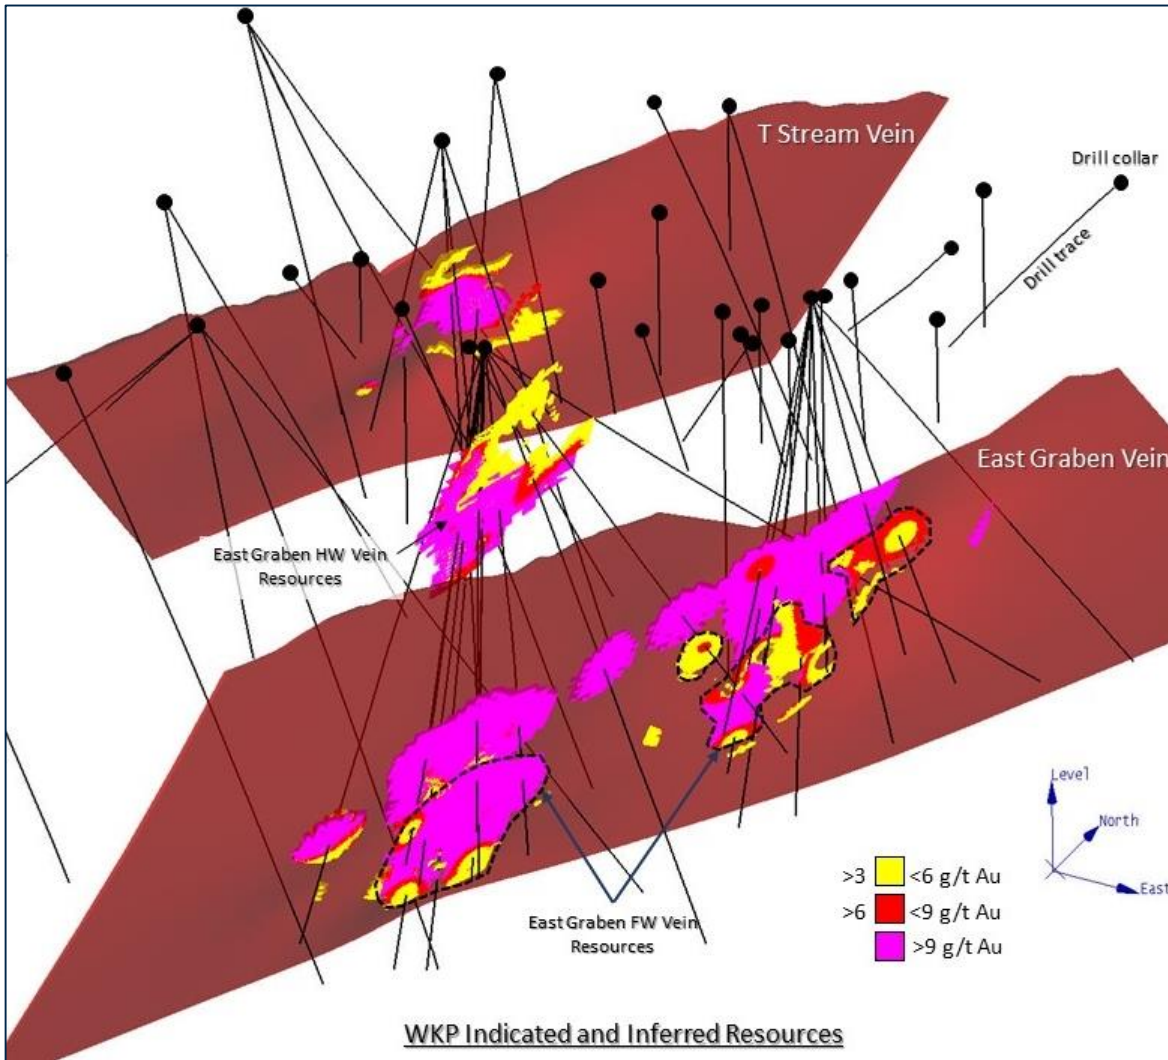 T Stream Vein
Drill collar
Drill trace
East Graben Vein
East Graben HW Vein
Resources
Level
North
East
>3 <6 g/t Au
>6 <9 g/t Au
>9 g/t Au
East Graben FW Vein
Resources
WKP Indicated and Inferred Resources